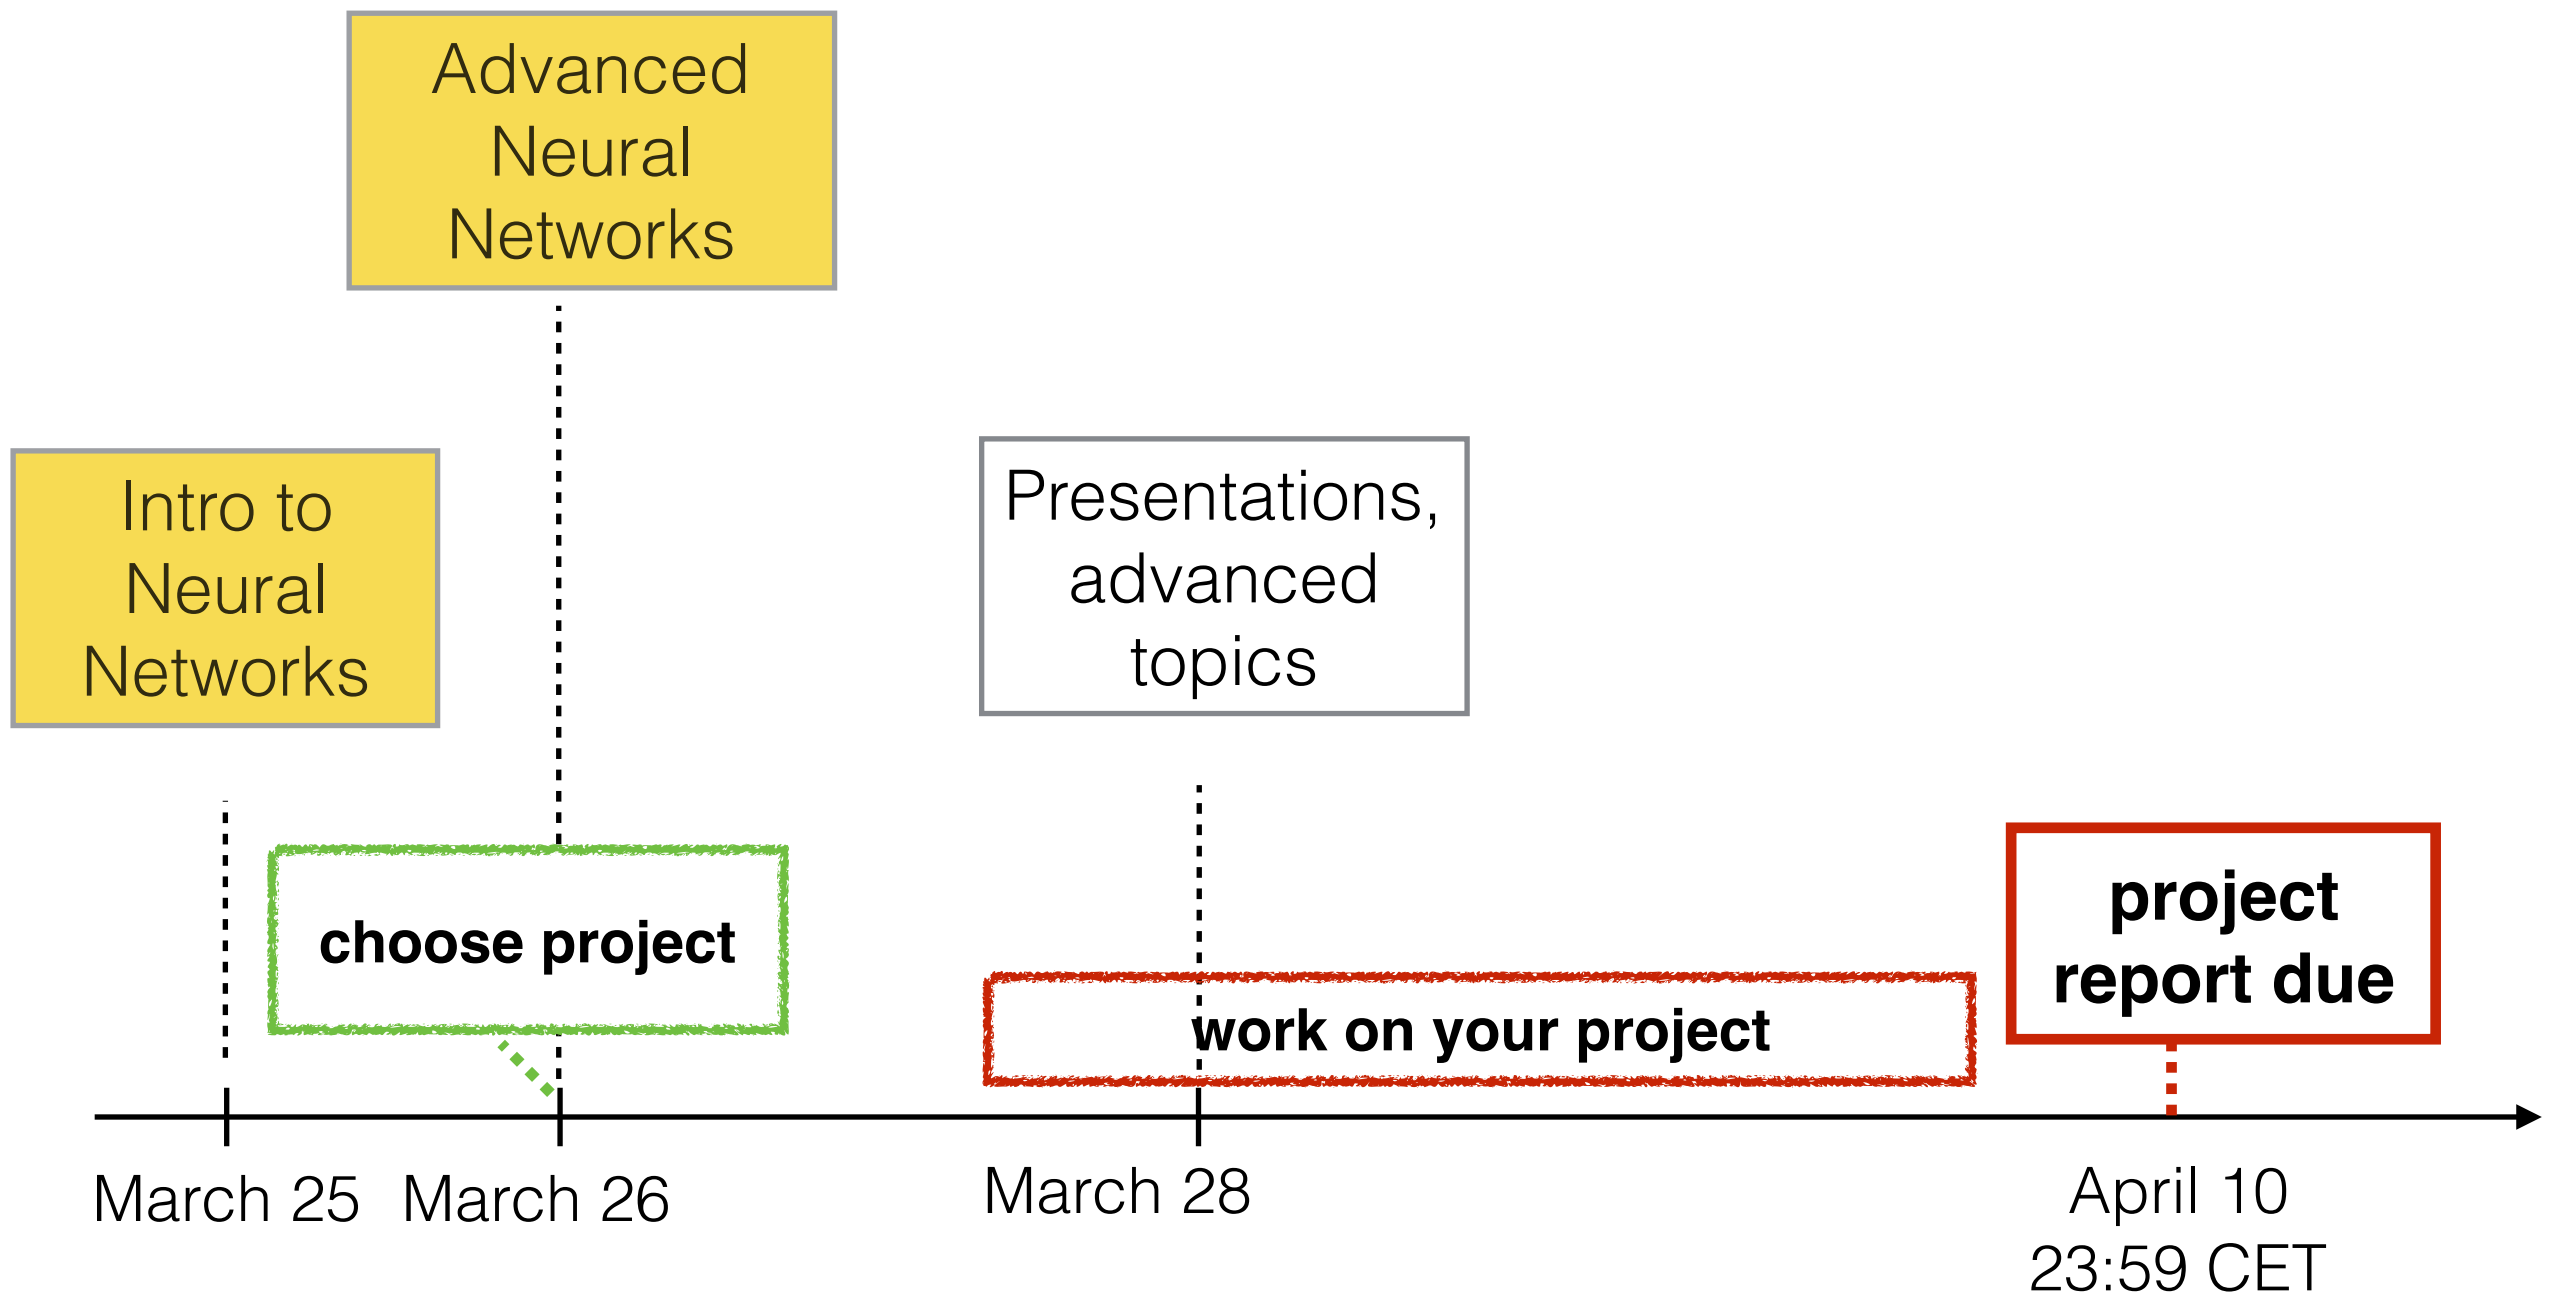 Advanced
Neural
Networks
Intro to
Neural
Networks
Presentations,
advanced
topics
choose project
work on your project
project
report due
March 25
March 26
March 28
April 10
23:59 CET